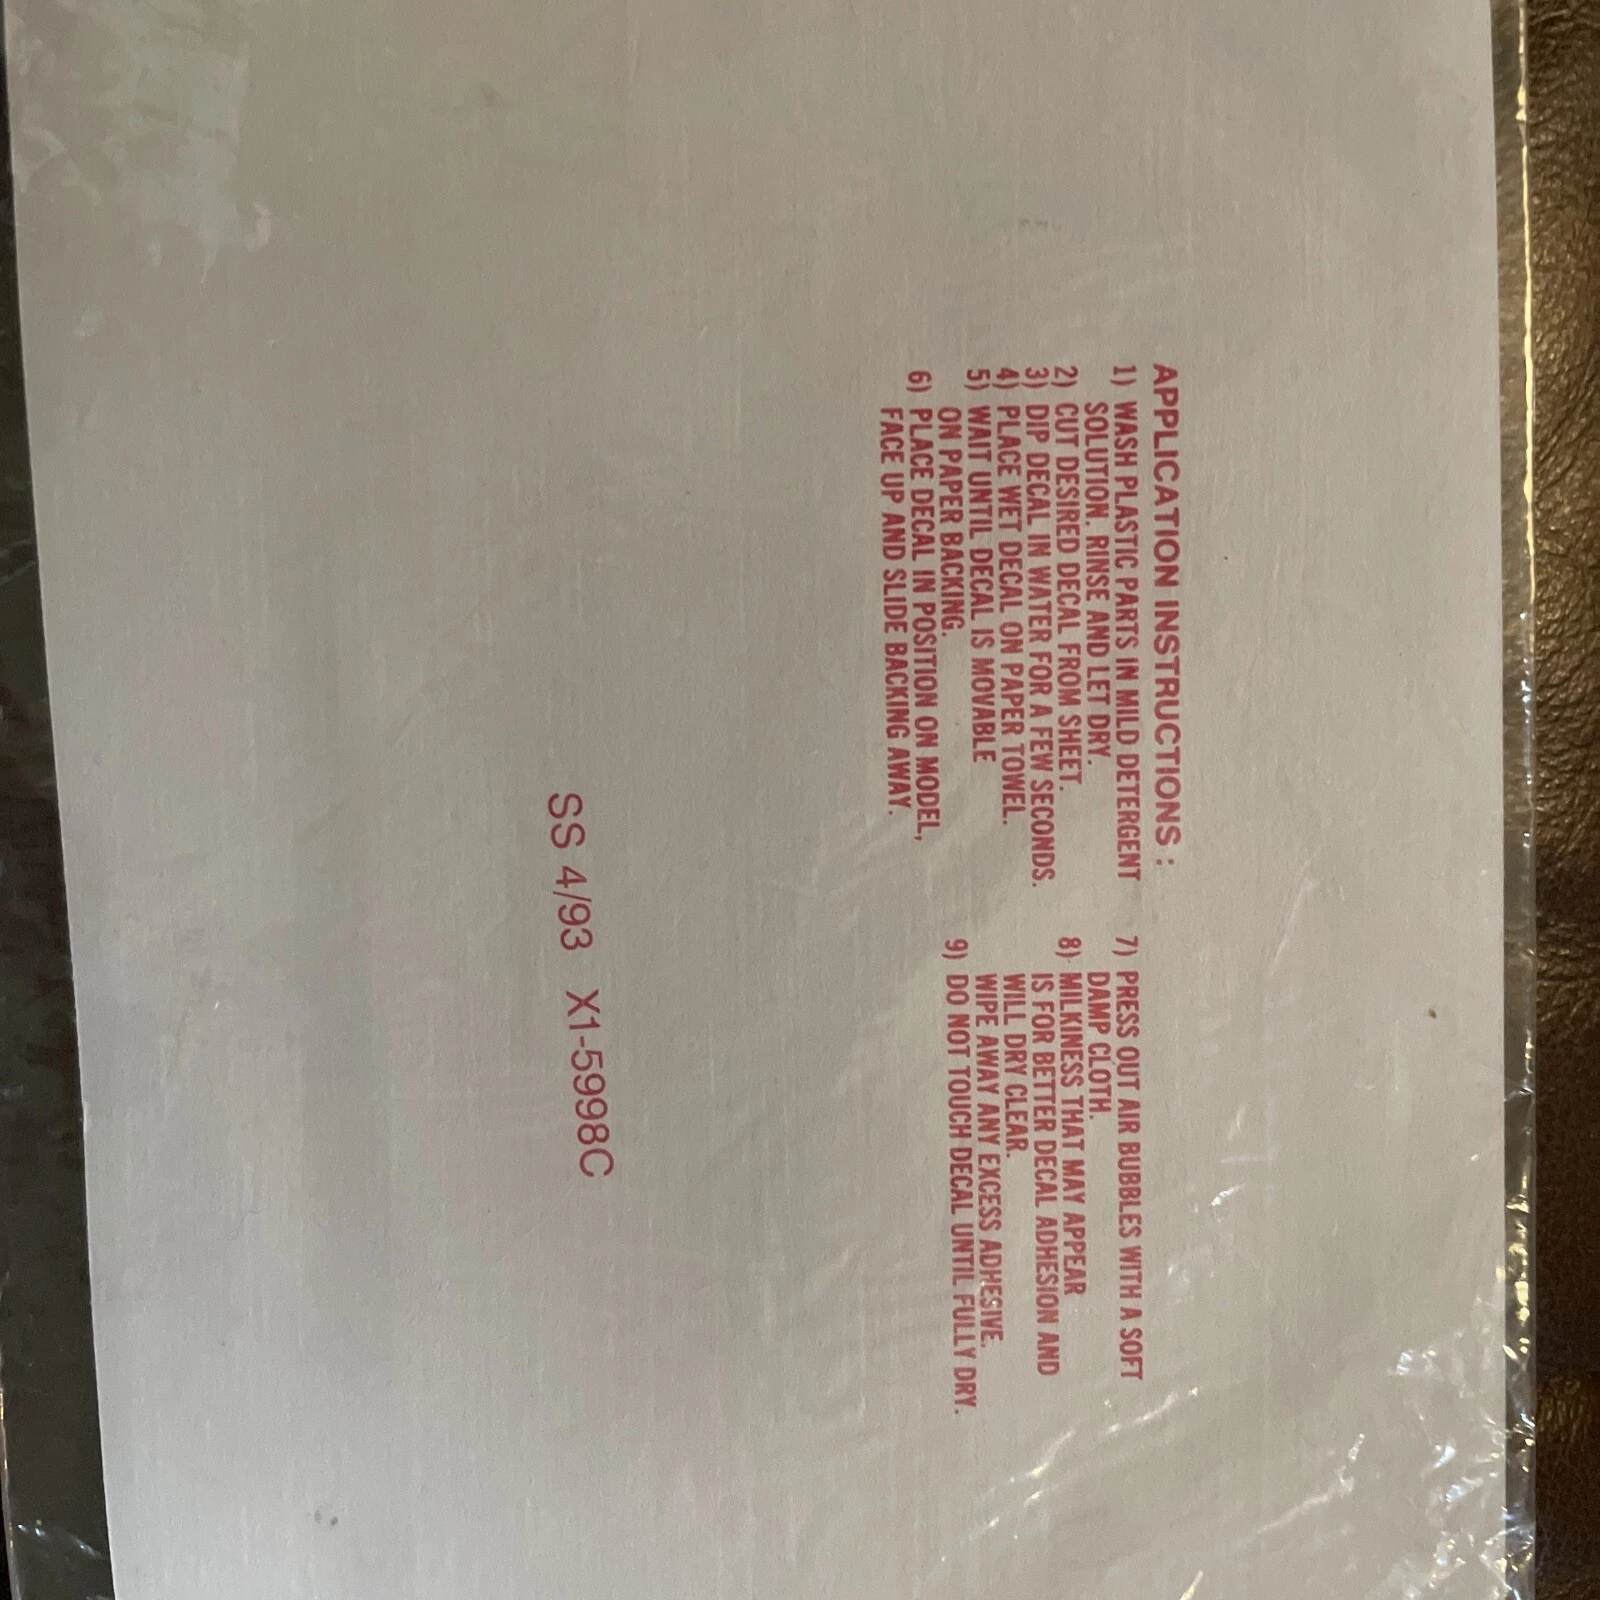 APPLICATION INSTRUCTIONS :
1) WASH PLASTIC PARTS IN MILD DETERGENT
SOLUTION. RINSE AND LET DRY.
2) CUT DESIRED DECAL FROM SHEET.
3) DIP DECAL IN WATER FOR A FEW SECONDS.
4) PLACE WET DECAL ON PAPER TOWEL.
5) WAIT UNTIL DECAL IS MOVABLE
ON PAPER BACKING.
6) PLACE DECAL IN POSITION ON MODEL,
FACE UP AND SLIDE BACKING AWAY.
7) PRESS OUT AIR BUBBLES WITH A SOFT
DAMP CLOTH.
8) MILKINESS THAT MAY APPEAR
IS FOR BETTER DECAL ADHESION AND
WILL DRY CLEAR.
WIPE AWAY ANY EXCESS ADHESIVE.
9) DO NOT TOUCH DECAL UNTIL FULLY DRY.
SS 4/93 X1-5998C